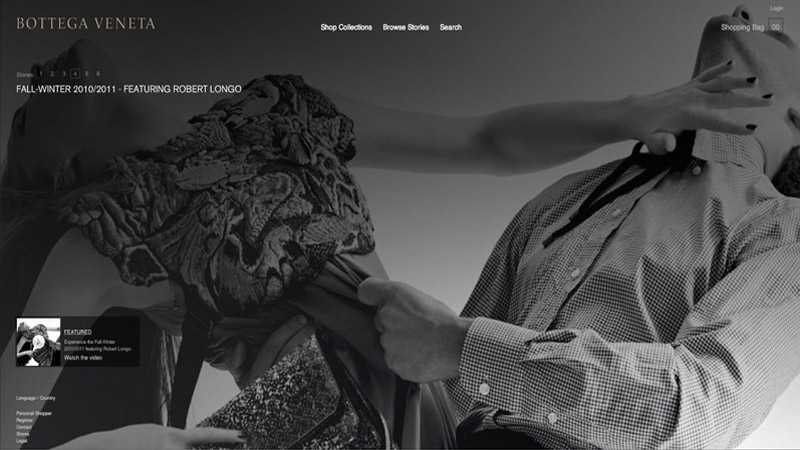 BOTTEGA VENETA
Shop Collections Browse Stories Search
Login
Shopping Bag 00
Stories 1 2 3 4 5 6
FALL-WINTER 2010/2011 - FEATURING ROBERT LONGO
FEATURED
Experience the Fall-Winter
2010/2011 featuring Robert Longo
Watch the video
Language / Country
Personal Shopper
Register
Contact
Stores
Legal